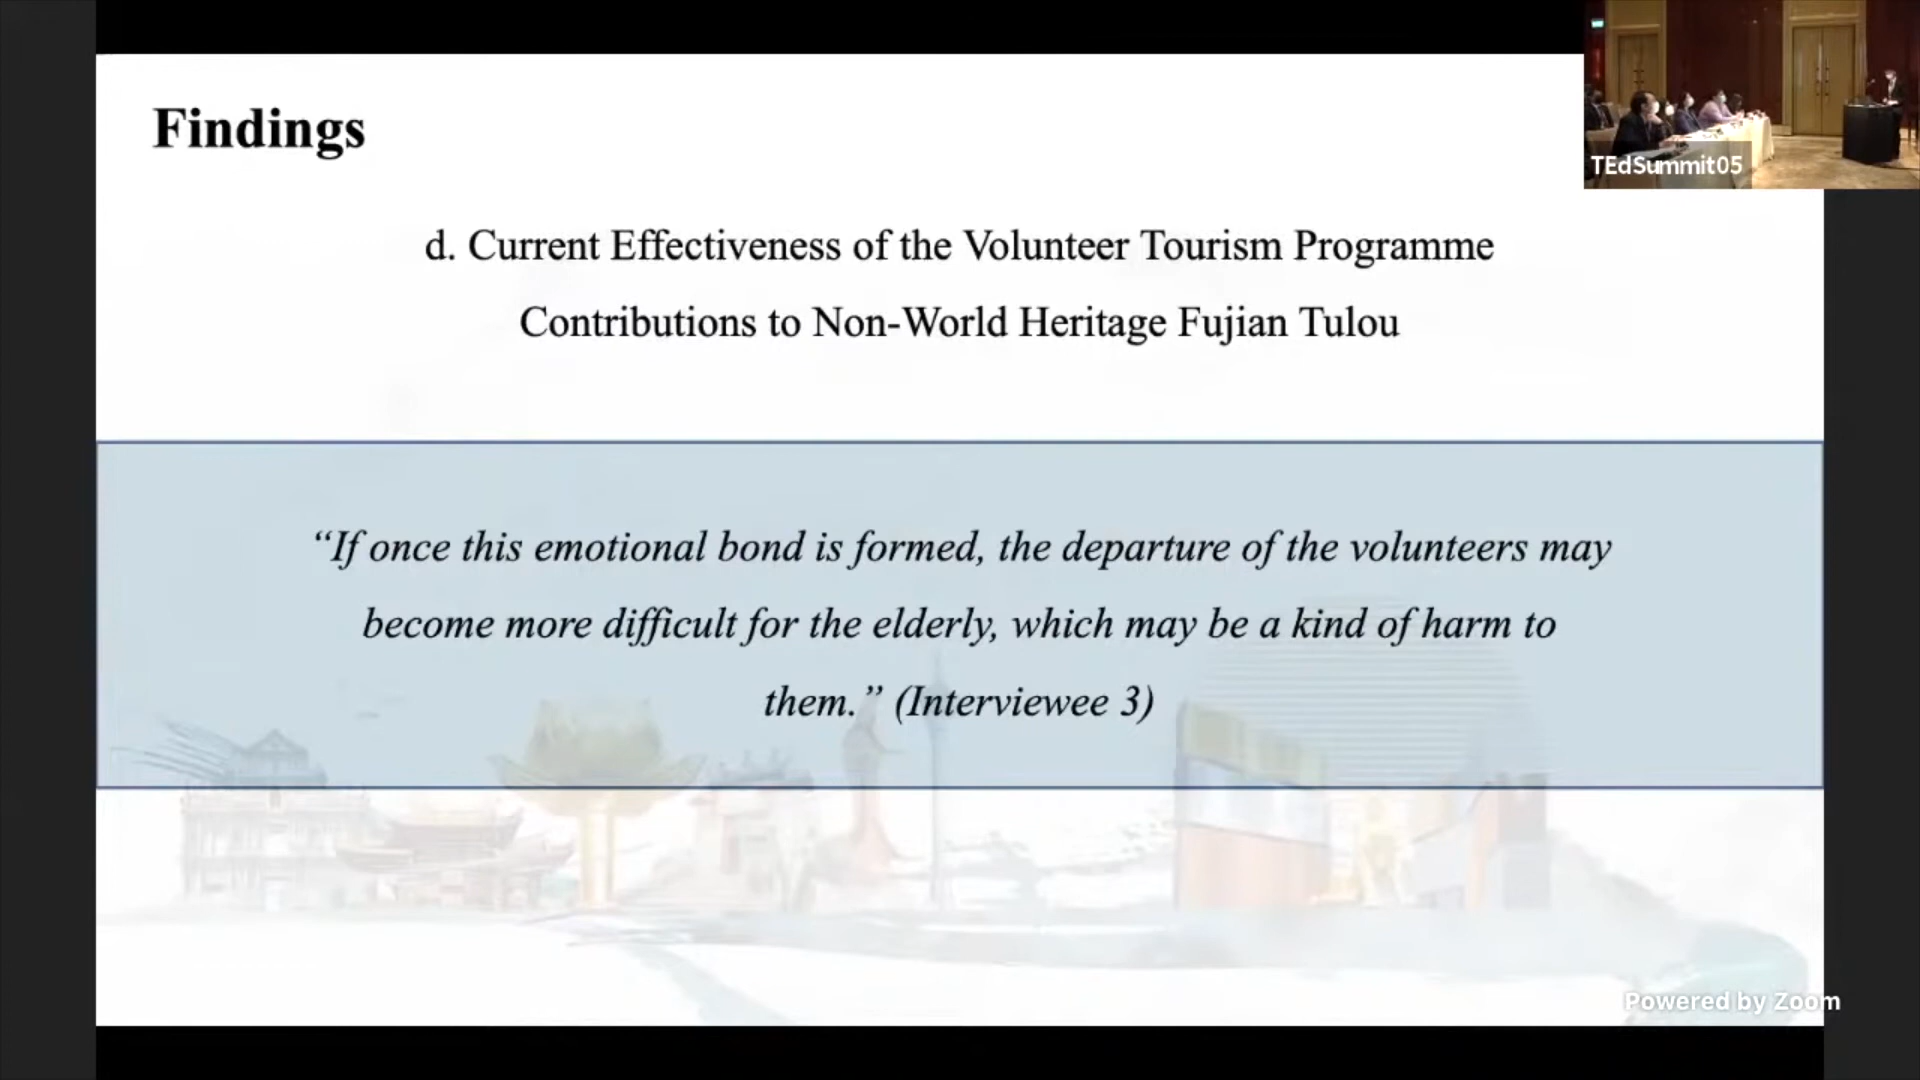 Findings
TEdSummit05
d. Current Effectiveness of the Volunteer Tourism Programme
Contributions to Non-World Heritage Fujian Tulou
“If once this emotional bond is formed, the departure of the volunteers may
become more difficult for the elderly, which may be a kind of harm to
them.” (Interviewee 3)
Powered by Zoom